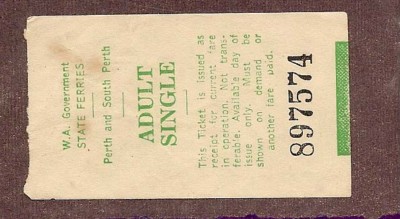 W.A. Government
STATE FERRIES
Perth and South Perth
ADULT
SINGLE
This Ticket is issued as
receipt for current fare
in operation. Not trans-
ferable. Available day of
issue only. Must be
shown on demand or
another fare paid.
897574